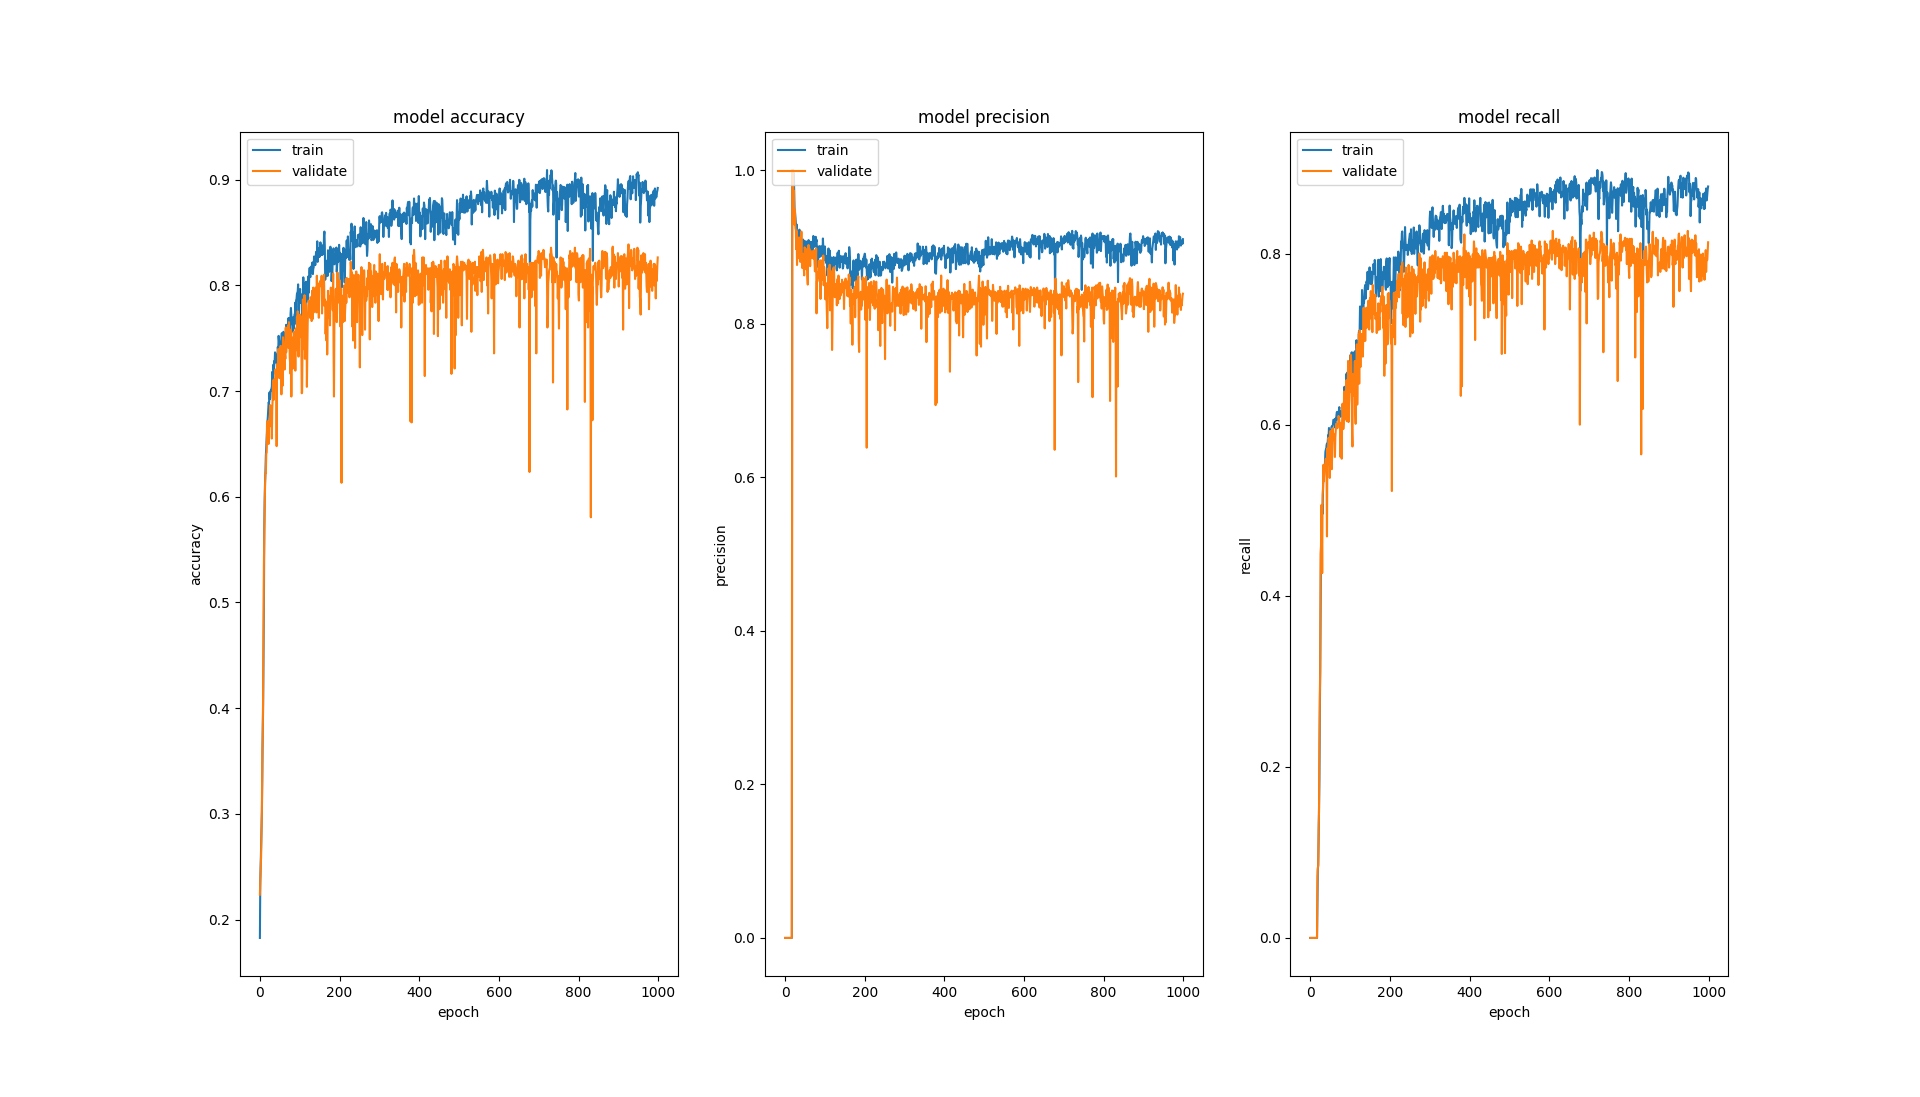 model accuracy
train
validate
0.9
0.8
0.7
0.6
0.5
0.4
0.3
0.2
accuracy
0 200 400 600 800 1000
epoch
model precision
train
validate
1.0
0.8
0.6
0.4
0.2
0.0
precision
0 200 400 600 800 1000
epoch
model recall
train
validate
0.8
0.6
0.4
0.2
0.0
recall
0 200 400 600 800 1000
epoch